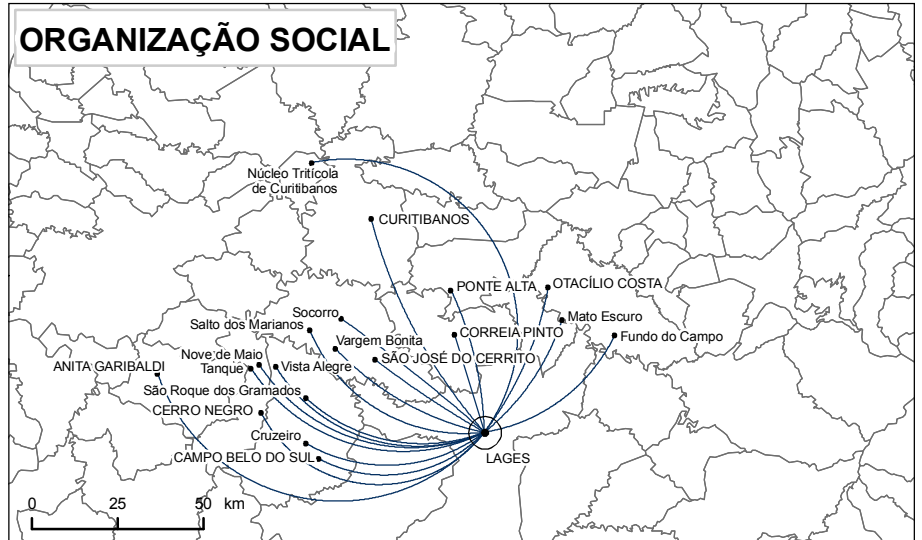 ORGANIZAÇÃO SOCIAL
Núcleo Tritícola
de Curitibanos
CURITIBANOS
PONTE ALTA
OTACÍLIO COSTA
Socorro
Mato Escuro
Salto dos Marianos
CORREIA PINTO
Fundo do Campo
Vargem Bonita
Nove de Maio
SÃO JOSÉ DO CERRITO
ANITA GARIBALDI
Tanque
Vista Alegre
São Roque dos Gramados
CERRO NEGRO
Cruzeiro
CAMPO BELO DO SUL
LAGES
0 25 50 km